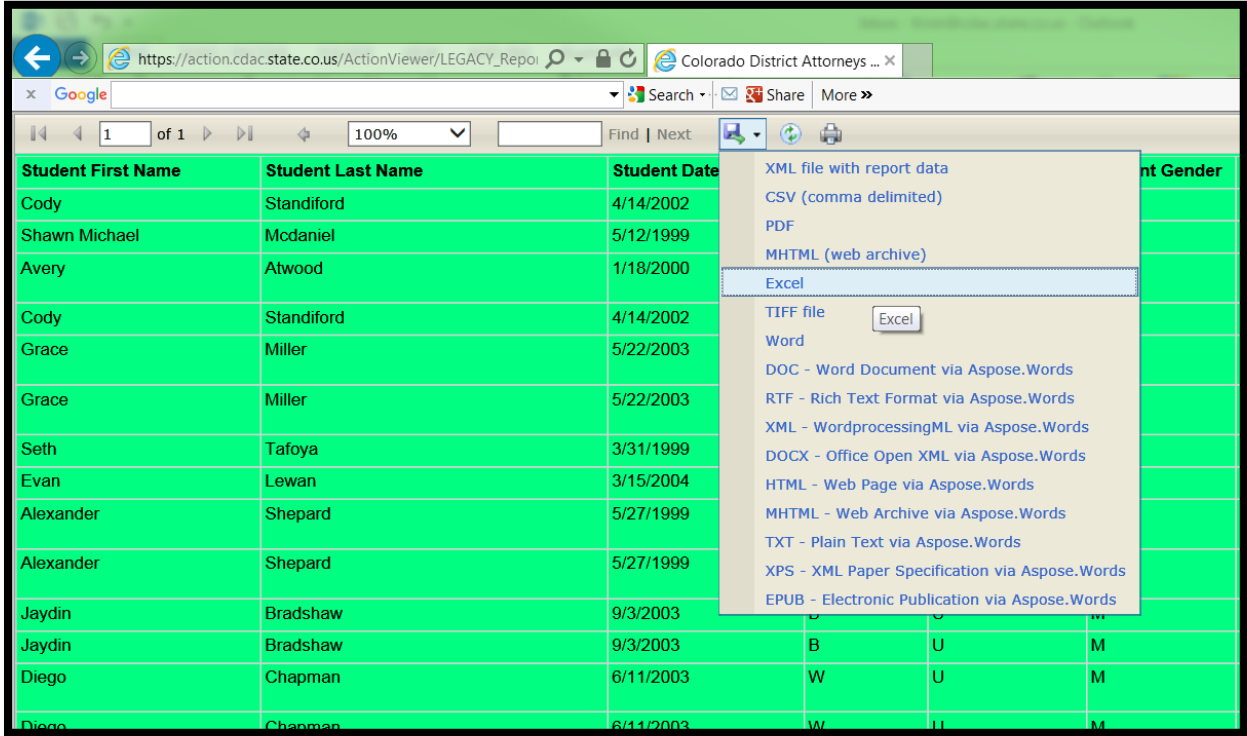 https://action.cdac.state.co.us/ActionViewer/LEGACY_Repor
Colorado District Attorneys ... ×
x Google Search Share More »
1 of 1 100% Find | Next
Student First Name Student Last Name Student Date nt Gender
Cody Standiford 4/14/2002
Shawn Michael Mcdaniel 5/12/1999
Avery Atwood 1/18/2000
Cody Standiford 4/14/2002
Grace Miller 5/22/2003
Grace Miller 5/22/2003
Seth Tafoya 3/31/1999
Evan Lewan 3/15/2004
Alexander Shepard 5/27/1999
Alexander Shepard 5/27/1999
Jaydin Bradshaw 9/3/2003
Jaydin Bradshaw 9/3/2003 B U M
Diego Chapman 6/11/2003 W U M
Diego Chapman 6/11/2003 W U M
XML file with report data
CSV (comma delimited)
PDF
MHTML (web archive)
Excel
TIFF file
Excel
Word
DOC - Word Document via Aspose.Words
RTF - Rich Text Format via Aspose.Words
XML - WordprocessingML via Aspose.Words
DOCX - Office Open XML via Aspose.Words
HTML - Web Page via Aspose.Words
MHTML - Web Archive via Aspose.Words
TXT - Plain Text via Aspose.Words
XPS - XML Paper Specification via Aspose.Words
EPUB - Electronic Publication via Aspose.Words